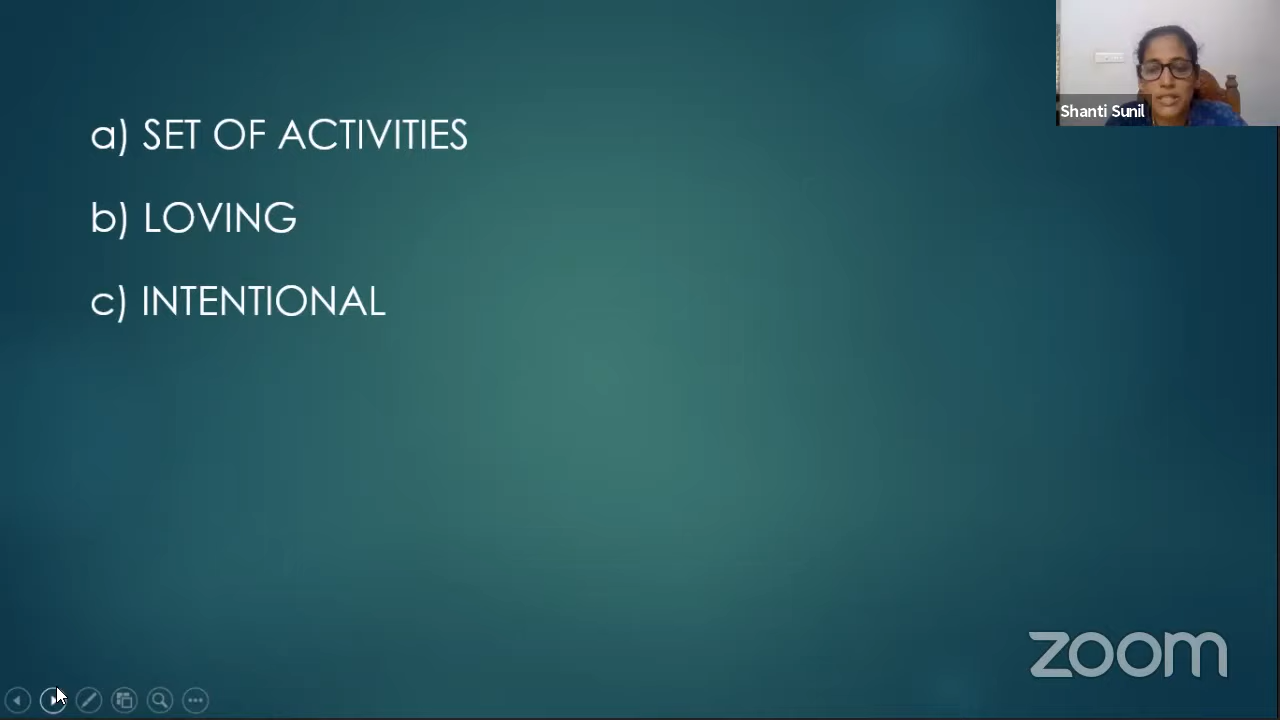 a) SET OF ACTIVITIES
b) LOVING
c) INTENTIONAL
Shanti Sunil
zoom